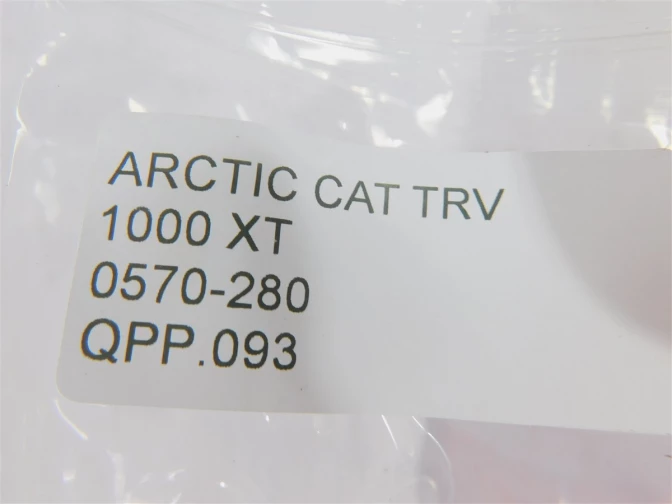 ARCTIC CAT TRV
1000 XT
0570-280
QPP.093